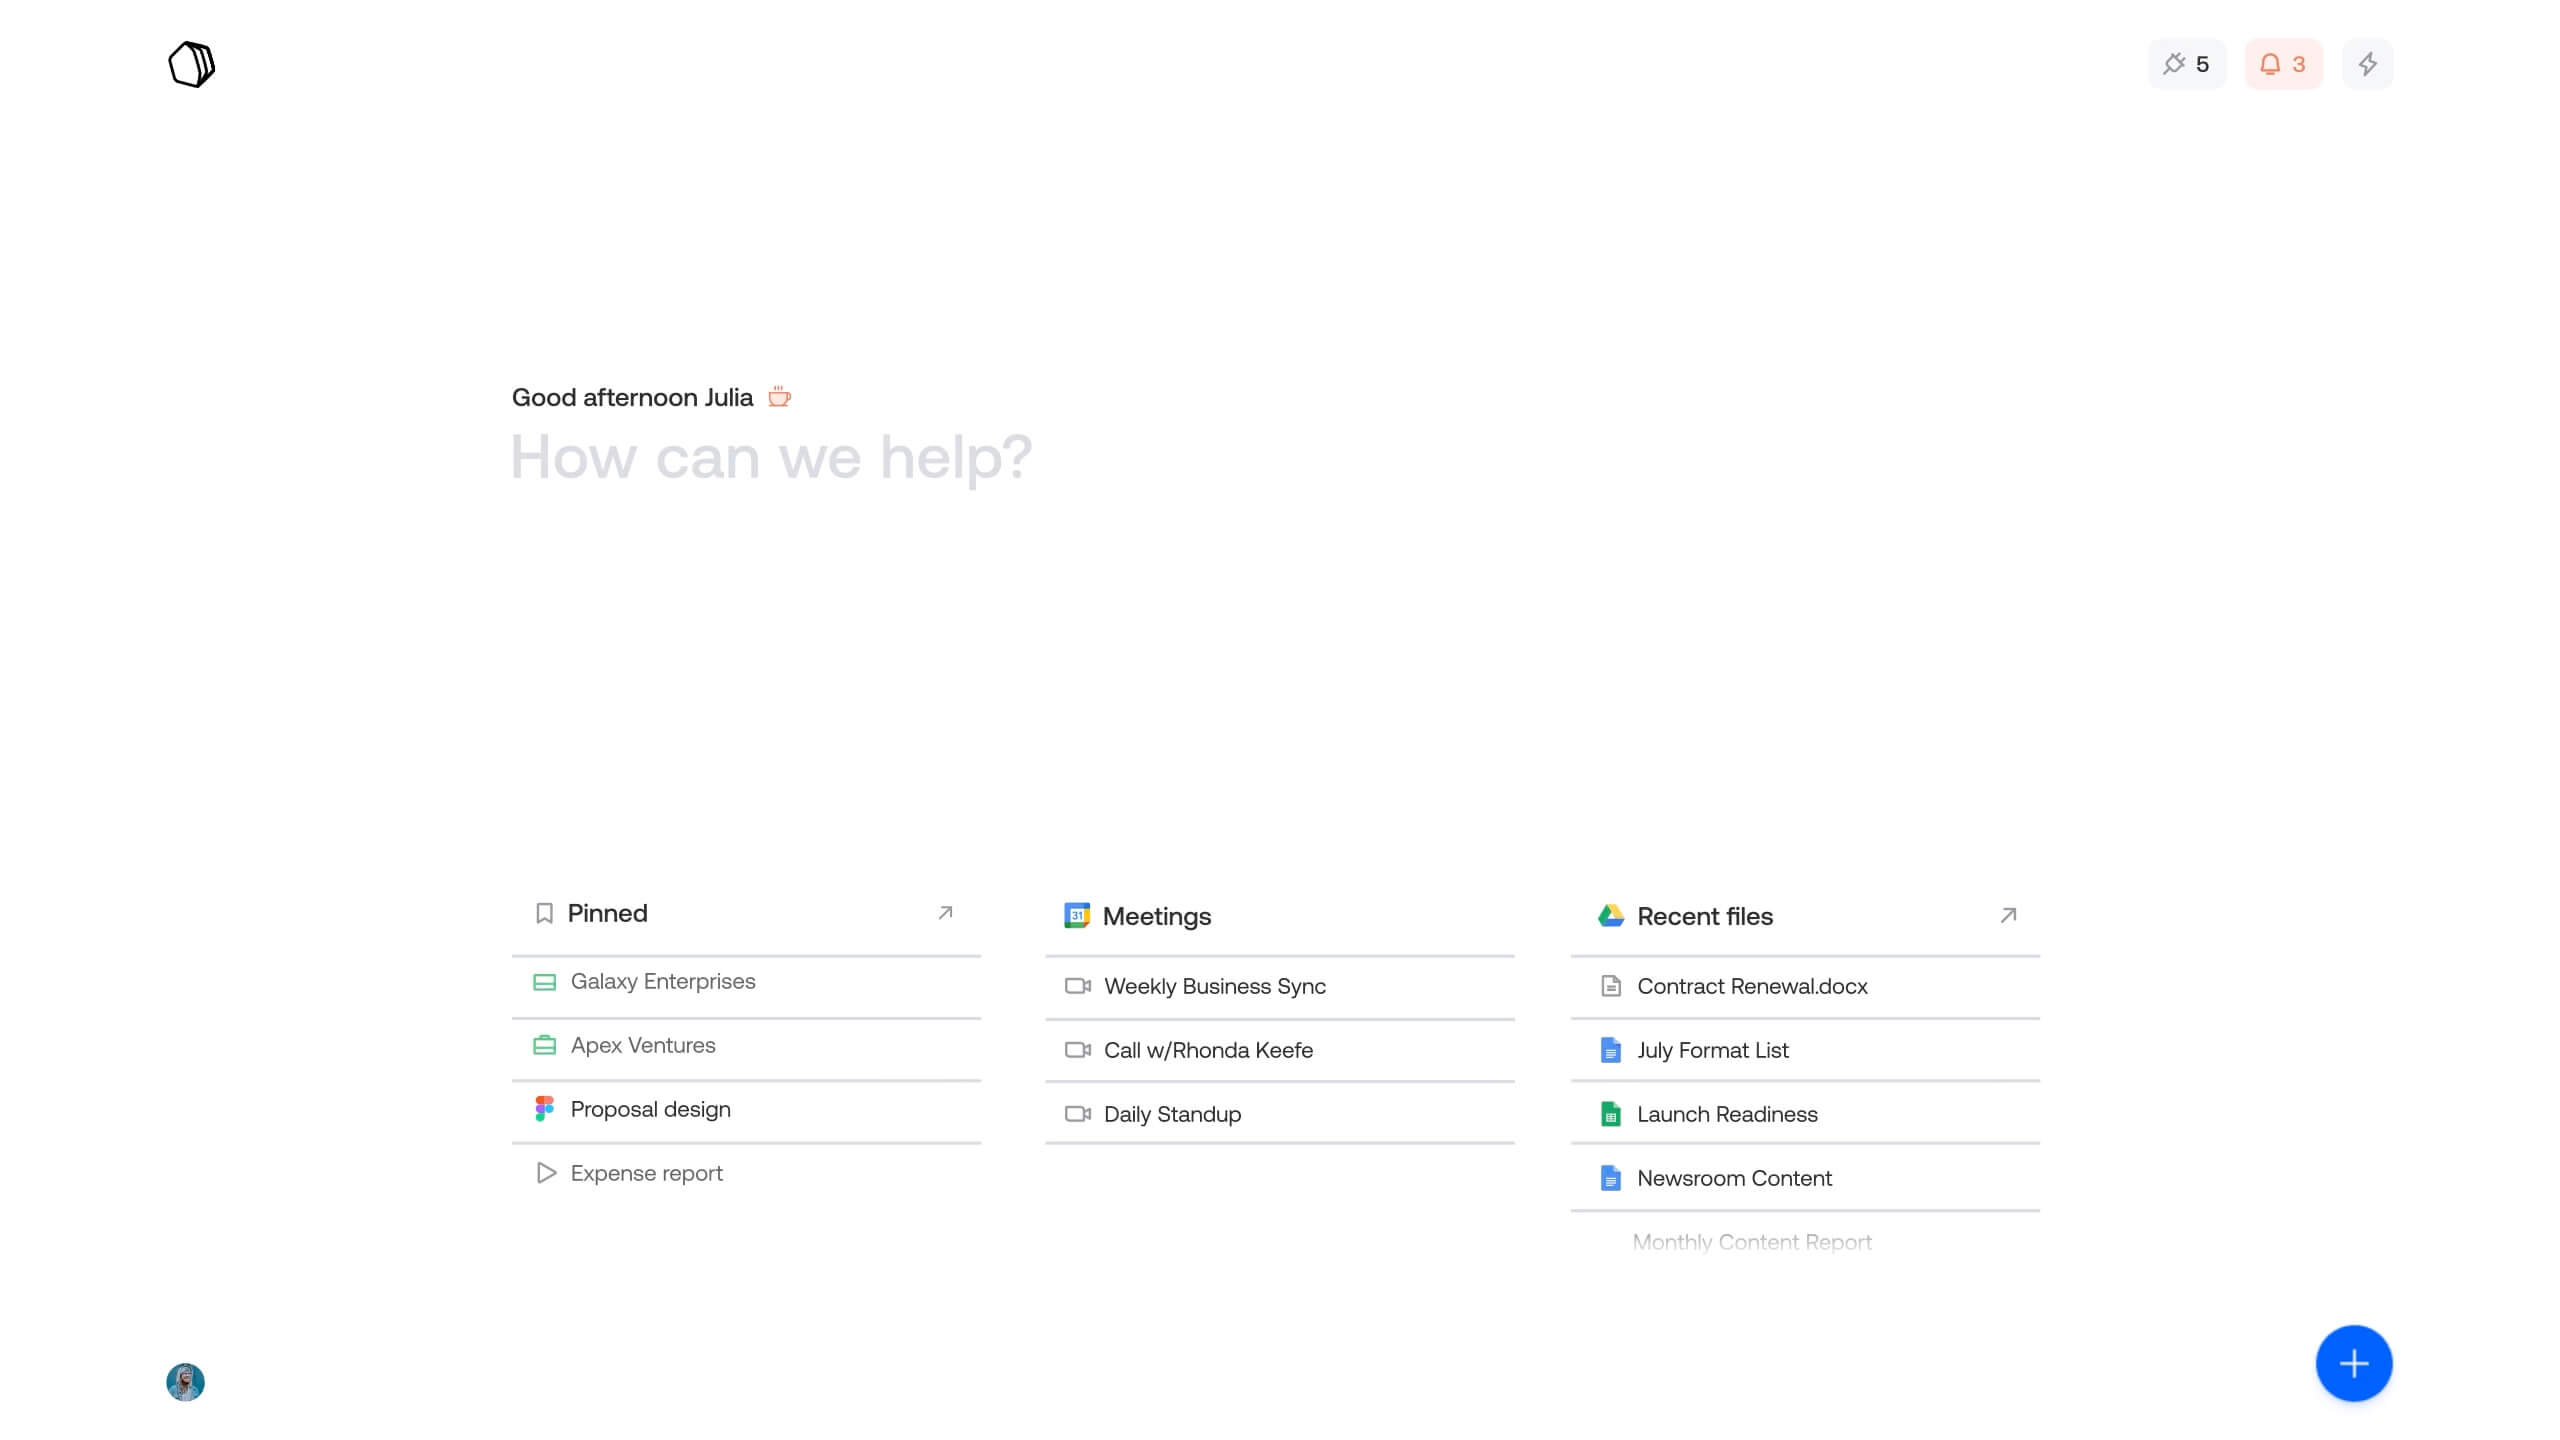 5
3
Good afternoon Julia
How can we help?
Pinned
Galaxy Enterprises
Apex Ventures
Proposal design
Expense report
31
Meetings
Weekly Business Sync
Call w/Rhonda Keefe
Daily Standup
Recent files
Contract Renewal.docx
July Format List
Launch Readiness
Newsroom Content
Monthly Content Report